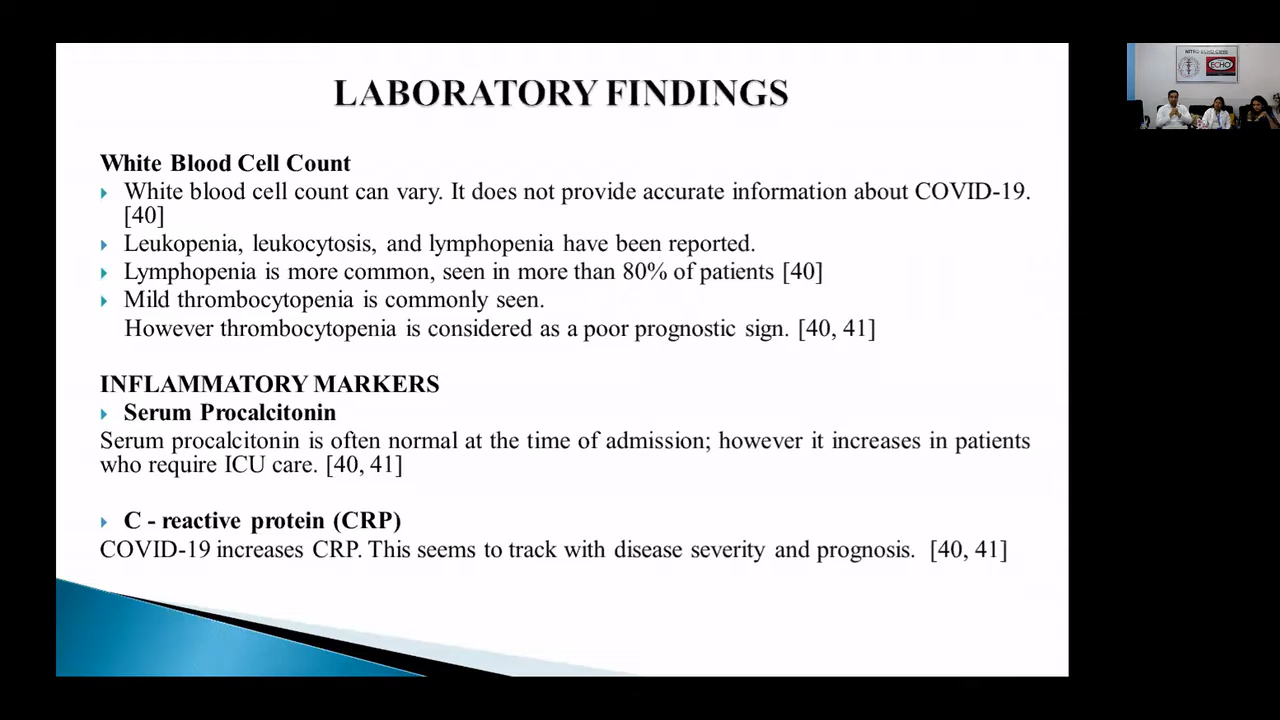 LABORATORY FINDINGS
White Blood Cell Count
White blood cell count can vary. It does not provide accurate information about COVID-19.
[40]
Leukopenia, leukocytosis, and lymphopenia have been reported.
Lymphopenia is more common, seen in more than 80% of patients [40]
Mild thrombocytopenia is commonly seen.
However thrombocytopenia is considered as a poor prognostic sign. [40, 41]
INFLAMMATORY MARKERS
Serum Procalcitonin
Serum procalcitonin is often normal at the time of admission; however it increases in patients
who require ICU care. [40, 41]
C - reactive protein (CRP)
COVID-19 increases CRP. This seems to track with disease severity and prognosis. [40, 41]
ECHO